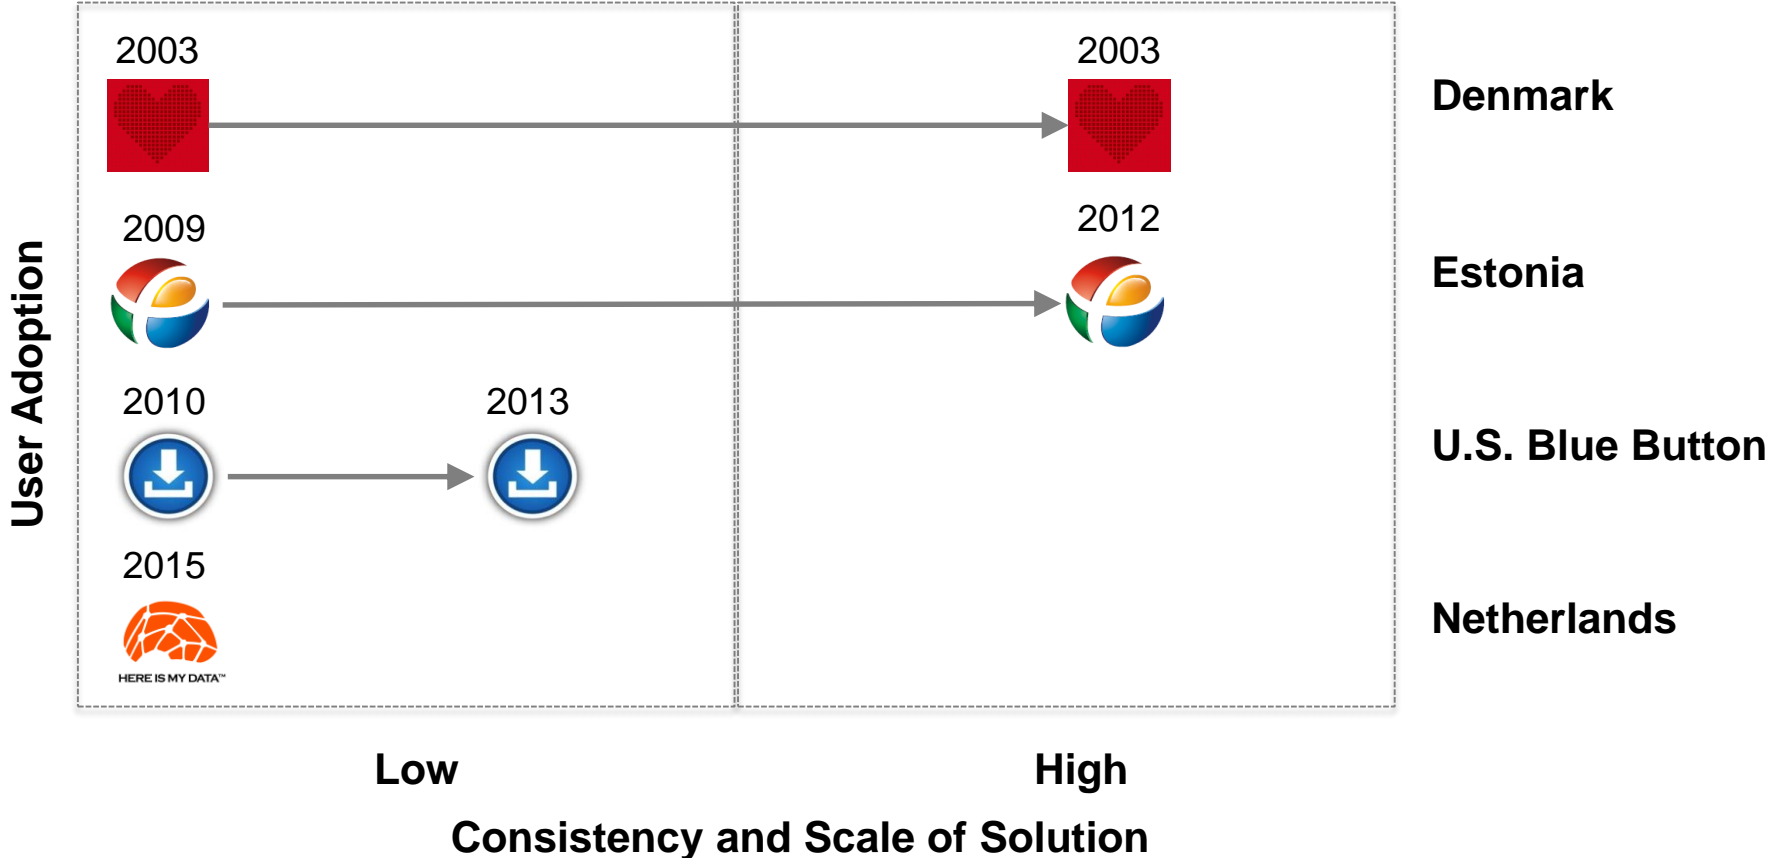 2003
2003
Denmark
2009
2012
Estonia
2010
2013
U.S. Blue Button
2015
HERE IS MY DATA™
Netherlands
User Adoption
Low
High
Consistency and Scale of Solution